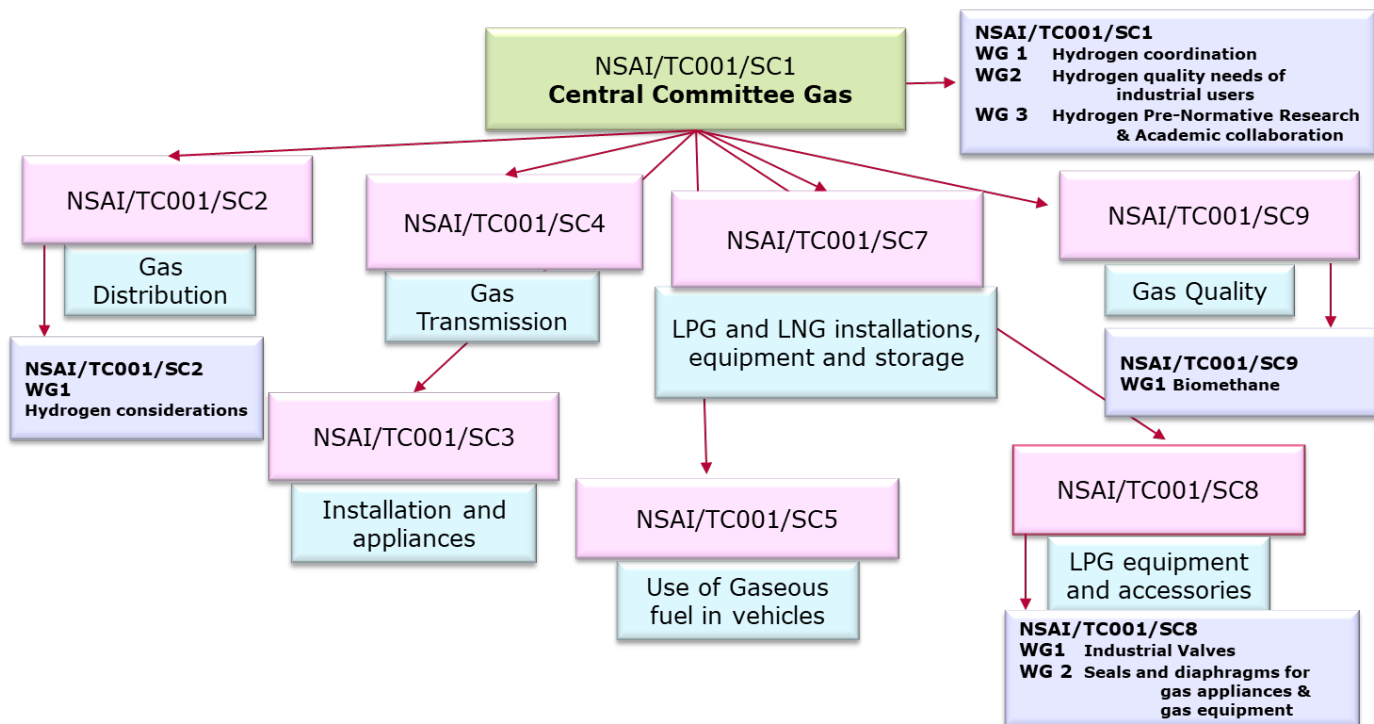 NSAI/TC001/SC1
Central Committee Gas
NSAI/TC001/SC1
WG 1 Hydrogen coordination
WG2 Hydrogen quality needs of
industrial users
WG 3 Hydrogen Pre-Normative Research
& Academic collaboration
NSAI/TC001/SC2
Gas
Distribution
NSAI/TC001/SC2
WG1
Hydrogen considerations
NSAI/TC001/SC4
Gas
Transmission
NSAI/TC001/SC3
Installation and
appliances
NSAI/TC001/SC7
LPG and LNG installations,
equipment and storage
NSAI/TC001/SC5
Use of Gaseous
fuel in vehicles
NSAI/TC001/SC9
Gas Quality
NSAI/TC001/SC9
WG1 Biomethane
NSAI/TC001/SC8
LPG equipment
and accessories
NSAI/TC001/SC8
WG1 Industrial Valves
WG 2 Seals and diaphragms for
gas appliances &
gas equipment